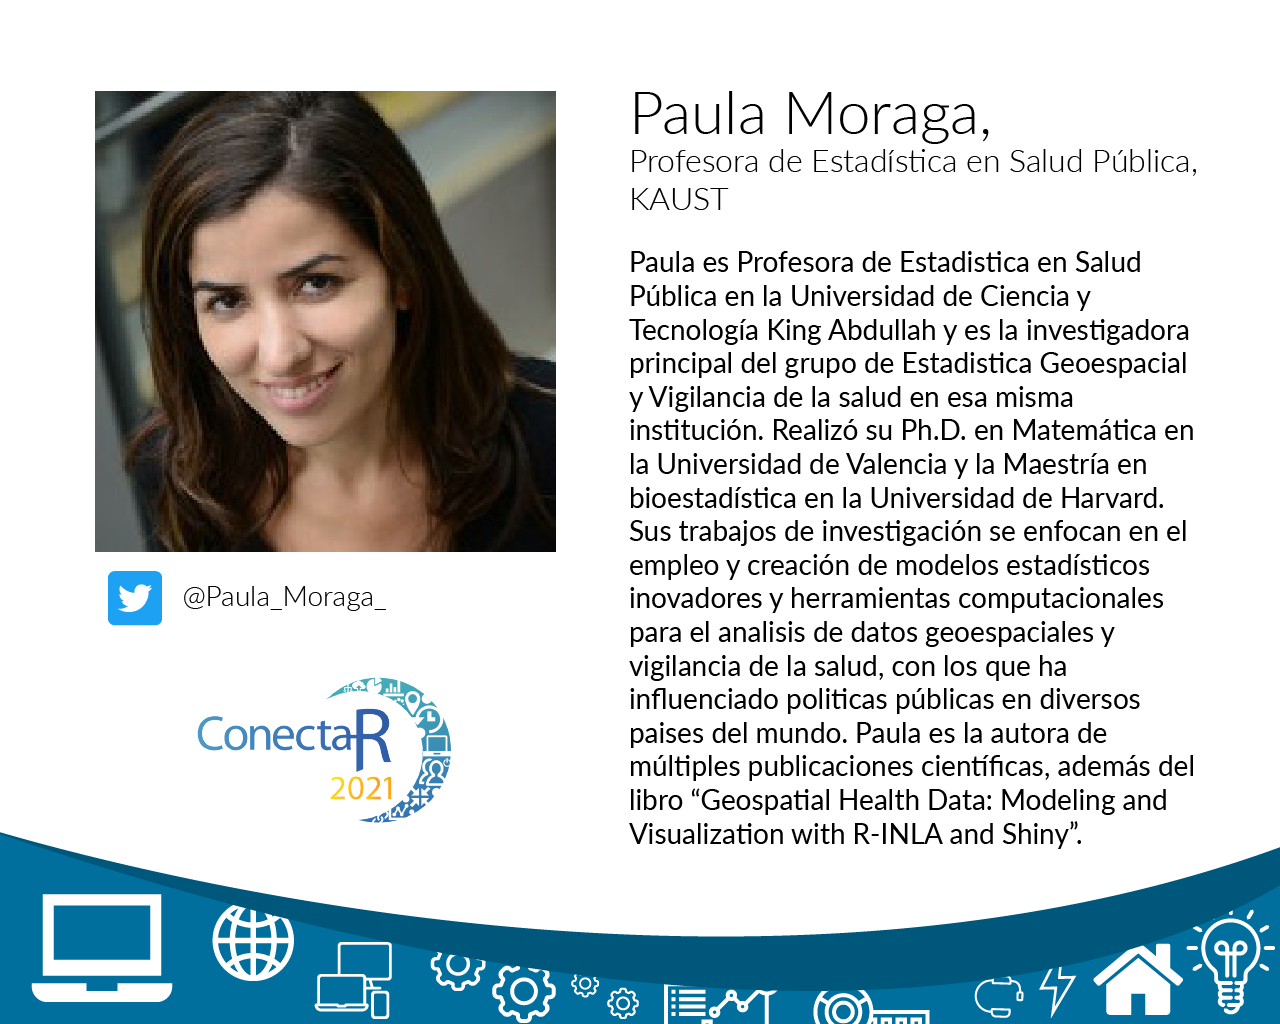 Paula Moraga,
Profesora de Estadística en Salud Pública,
KAUST
Paula es Profesora de Estadistica en Salud
Pública en la Universidad de Ciencia y
Tecnología King Abdullah y es la investigadora
principal del grupo de Estadistica Geoespacial
y Vigilancia de la salud en esa misma
institución. Realizó su Ph.D. en Matemática en
la Universidad de Valencia y la Maestría en
bioestadística en la Universidad de Harvard.
Sus trabajos de investigación se enfocan en el
empleo y creación de modelos estadísticos
inovadores y herramientas computacionales
para el analisis de datos geoespaciales y
vigilancia de la salud, con los que ha
influenciado politicas públicas en diversos
paises del mundo. Paula es la autora de
múltiples publicaciones científicas, además del
libro “Geospatial Health Data: Modeling and
Visualization with R-INLA and Shiny”.
@Paula_Moraga_
ConectaR
2021